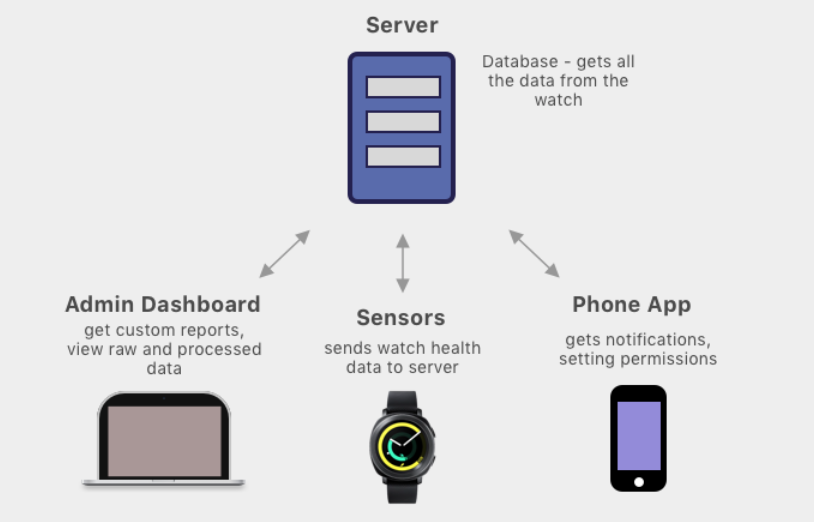 Server
Database - gets all
the data from the
watch
Admin Dashboard
get custom reports,
view raw and processed
data
Sensors
sends watch health
data to server
Phone App
gets notifications,
setting permissions